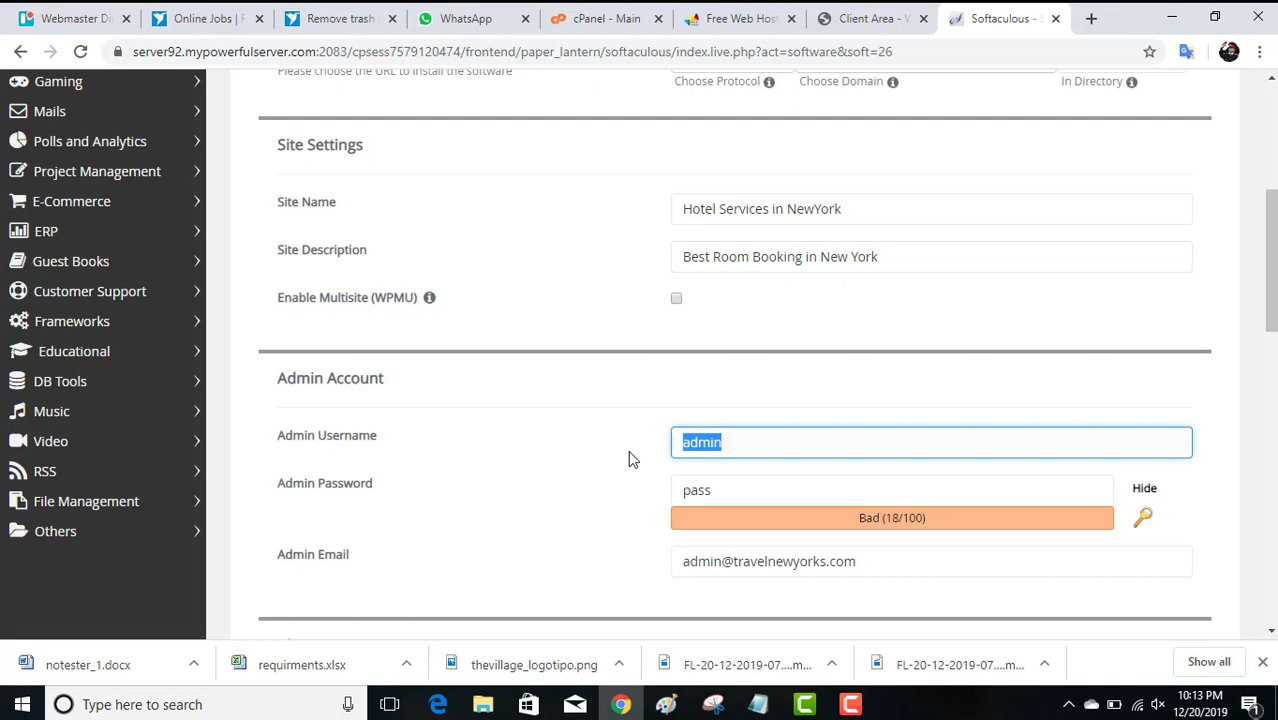 Webmaster Di
Online Jobs | F
Remove trash (
WhatsApp
cPanel - Main
Free Web Host
Client Area - W
Softaculous - S
server92.mypowerfulserver.com:2083/cpsess7579120474/frontend/paper_lantern/softaculous/index.live.php?act=software&soft=26
Gaming
Mails
Polls and Analytics
Project Management
E-Commerce
ERP
Guest Books
Customer Support
Frameworks
Educational
DB Tools
Music
Video
RSS
File Management
Others
Please choose the URL to install the software
Choose Protocol
Choose Domain
In Directory
Site Settings
Site Name
Hotel Services in NewYork
Site Description
Best Room Booking in New York
Enable Multisite (WPMU)
Admin Account
Admin Username
admin
Admin Password
pass
Hide
Bad (18/100)
Admin Email
admin@travelnewyorks.com
notester_1.docx
requirments.xlsx
thevillage_logotipo.png
FL-20-12-2019-07....m...
FL-20-12-2019-07....m...
Show all
Type here to search
10:13 PM
12/20/2019